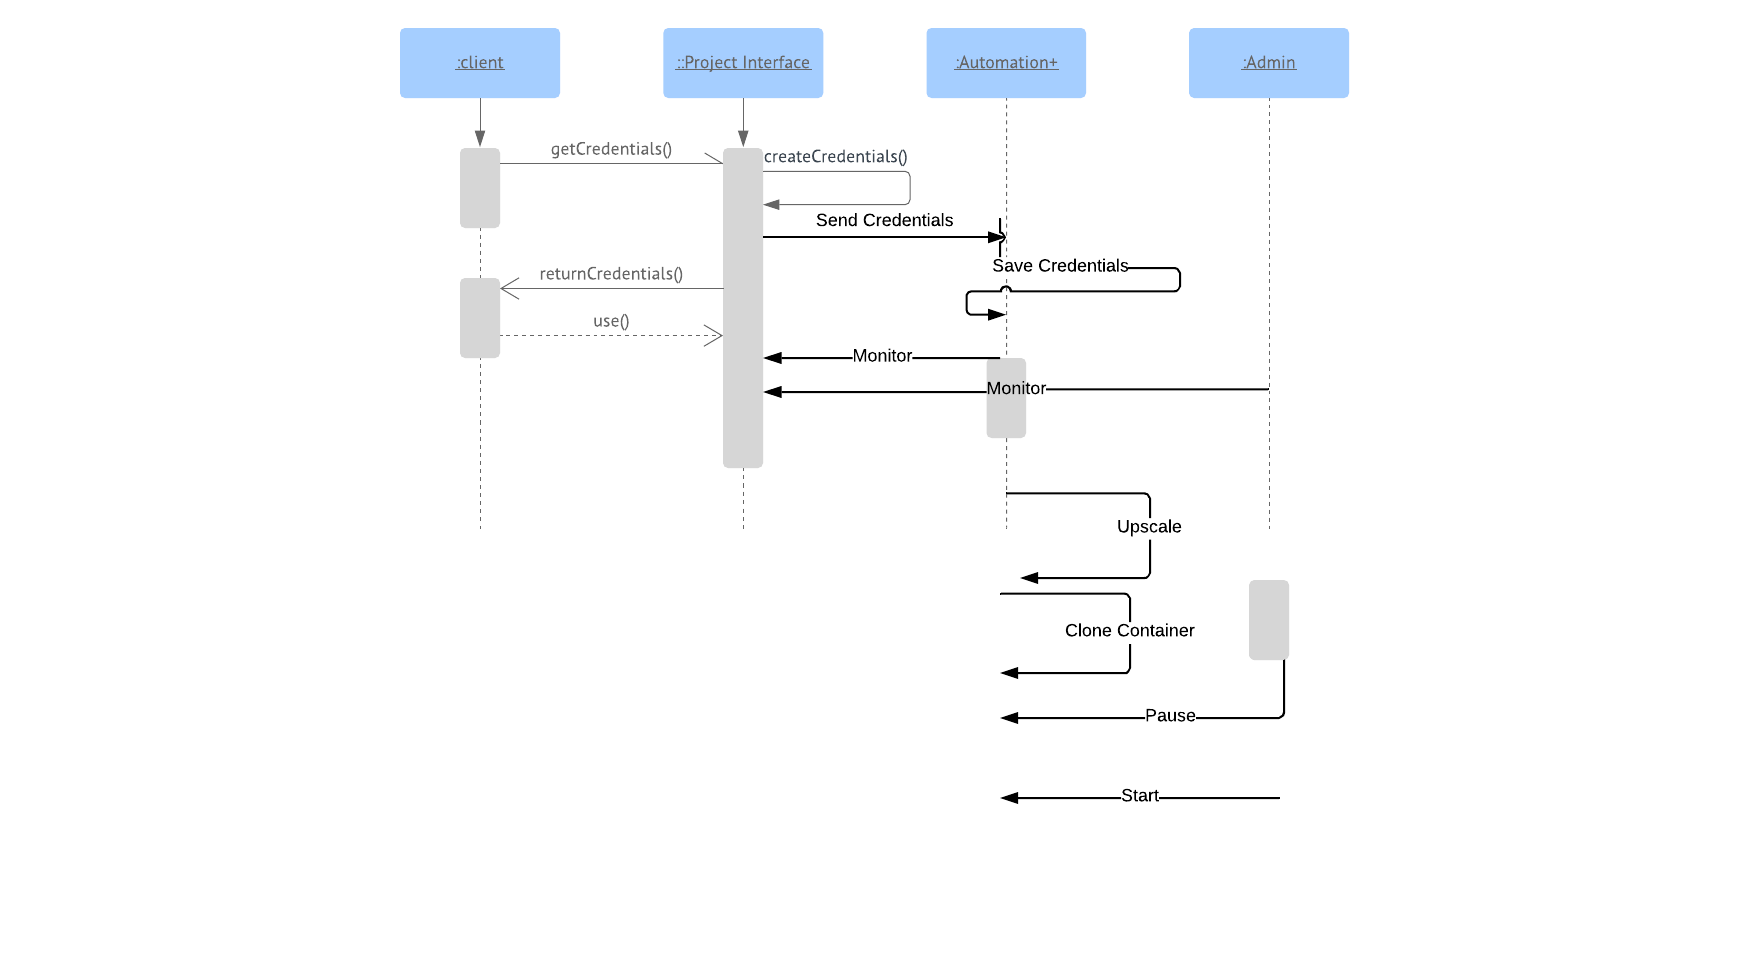 :client
::Project Interface
:Automation+
:Admin
getCredentials()
createCredentials()
Send Credentials
Save Credentials
returnCredentials()
use()
Monitor
Monitor
Upscale
Clone Container
Pause
Start